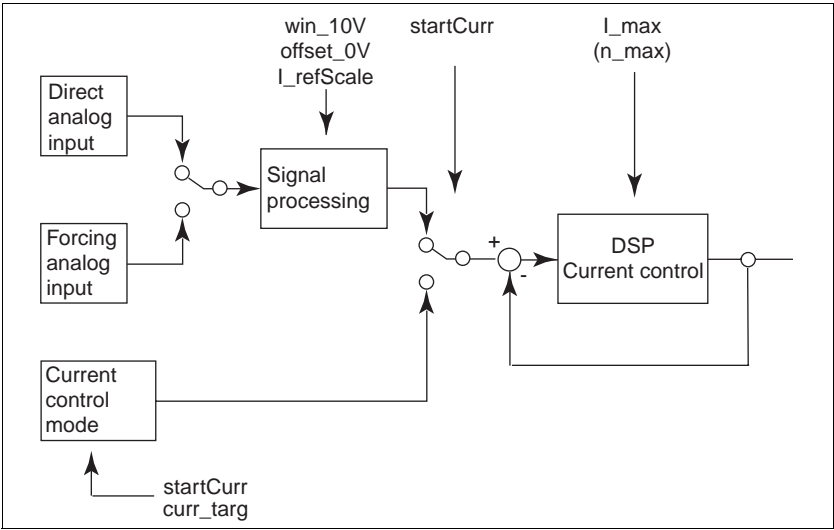 win_10V
offset_0V
I_refScale
startCurr
I_max
(n_max)
Direct
analog
input
Signal
processing
Forcing
analog
input
+
-
DSP
Current control
Current
control
mode
startCurr
curr_targ